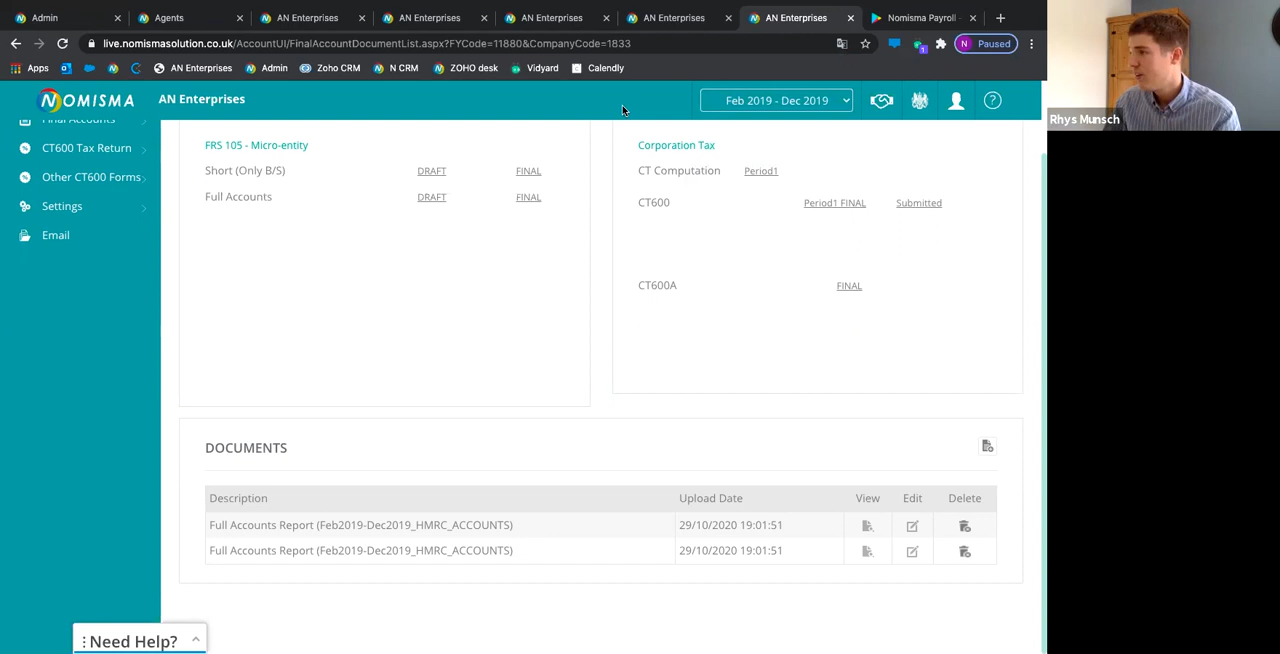 Admin
Agents
AN Enterprises
AN Enterprises
AN Enterprises
AN Enterprises
AN Enterprises
Nomisma Payroll
live.nomismasolution.co.uk/AccountUI/FinalAccountDocumentList.aspx?FYCode=11880&CompanyCode=1833
1
N Paused
Apps
AN Enterprises
Admin
Zoho CRM
N CRM
ZOHO desk
Vidyard
Calendly
NOMISMA
AN Enterprises
Feb 2019 - Dec 2019
?
Rhys Munsch
Final Accounts
CT600 Tax Return
Other CT600 Forms
Settings
Email
FRS 105 - Micro-entity
Short (Only B/S) DRAFT FINAL
Full Accounts DRAFT FINAL
Corporation Tax
CT Computation Period1
CT600 Period1 FINAL Submitted
CT600A FINAL
DOCUMENTS
Description Upload Date View Edit Delete
Full Accounts Report (Feb2019-Dec2019_HMRC_ACCOUNTS) 29/10/2020 19:01:51
Full Accounts Report (Feb2019-Dec2019_HMRC_ACCOUNTS) 29/10/2020 19:01:51
Need Help?